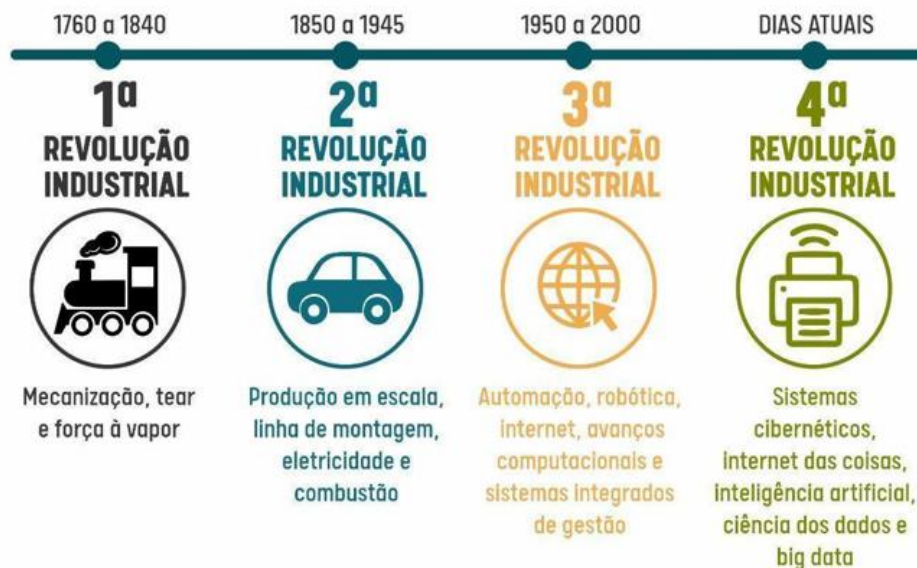 1760 a 1840
1ª
REVOLUÇÃO
INDUSTRIAL
Mecanização, tear
e força à vapor
1850 a 1945
2ª
REVOLUÇÃO
INDUSTRIAL
Produção em escala,
linha de montagem,
eletricidade e
combustão
1950 a 2000
3ª
REVOLUÇÃO
INDUSTRIAL
Automação, robótica,
internet, avanços
computacionais e
sistemas integrados
de gestão
DIAS ATUAIS
4ª
REVOLUÇÃO
INDUSTRIAL
Sistemas
cibernéticos,
internet das coisas,
inteligência artificial,
ciência dos dados e
big data